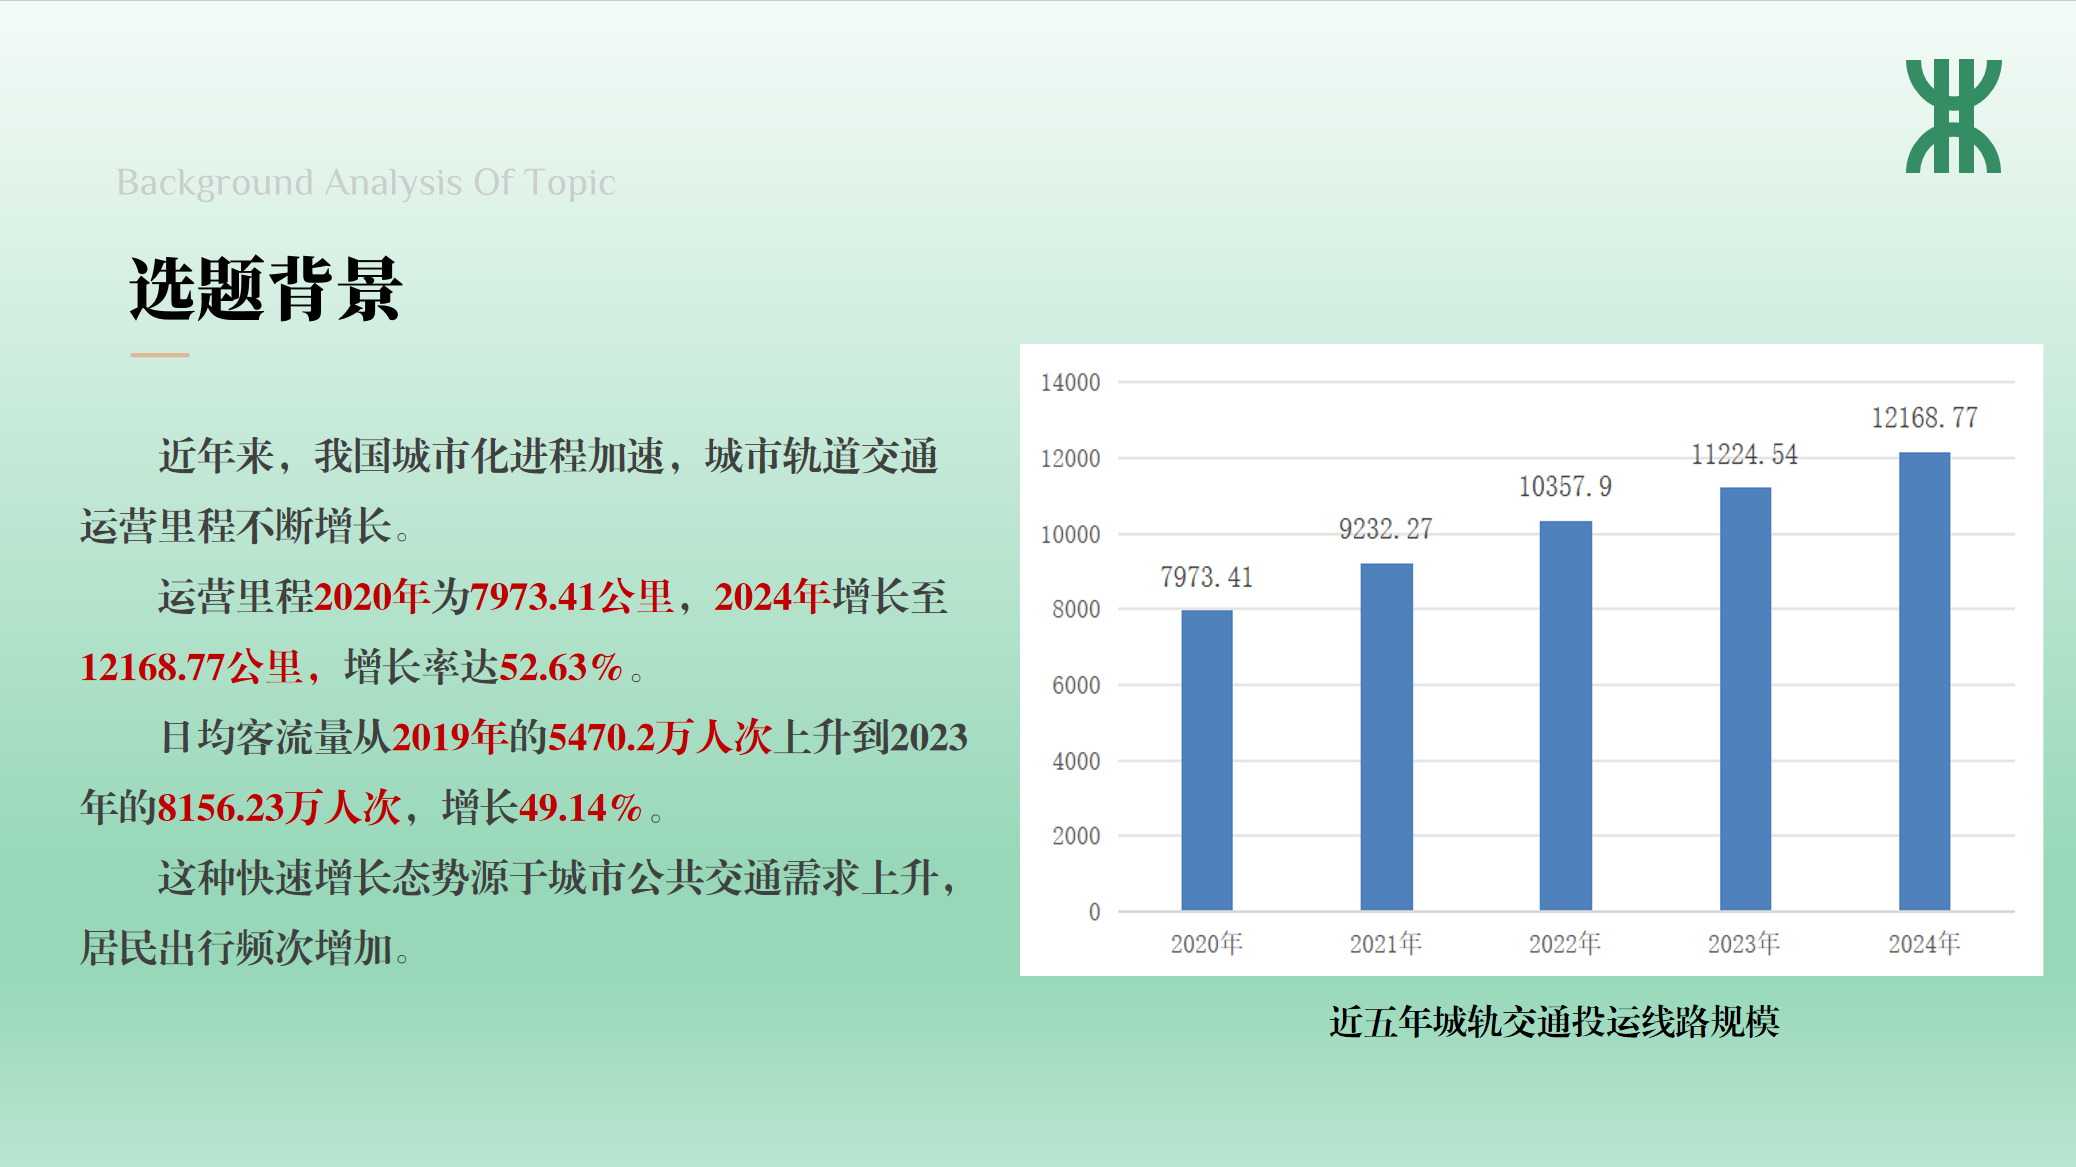 Background Analysis Of Topic
选题背景
近年来，我国城市化进程加速，城市轨道交通
运营里程不断增长。
运营里程2020年为7973.41公里，2024年增长至
12168.77公里，增长率达52.63%。
日均客流量从2019年的5470.2万人次上升到2023
年的8156.23万人次，增长49.14%。
这种快速增长态势源于城市公共交通需求上升，
居民出行频次增加。
14000
12000
10000
8000
6000
4000
2000
0
7973.41
9232.27
10357.9
11224.54
12168.77
2020年
2021年
2022年
2023年
2024年
近五年城轨交通投运线路规模